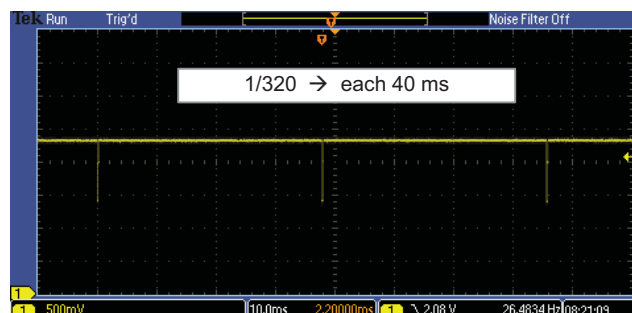 Tek Run Trig'd Noise Filter Off
T
1/320 → each 40 ms
1
1 500mV 10.0ms 2.20000ms 1 \ 2.08 V 26.4834 Hz 08:21:09